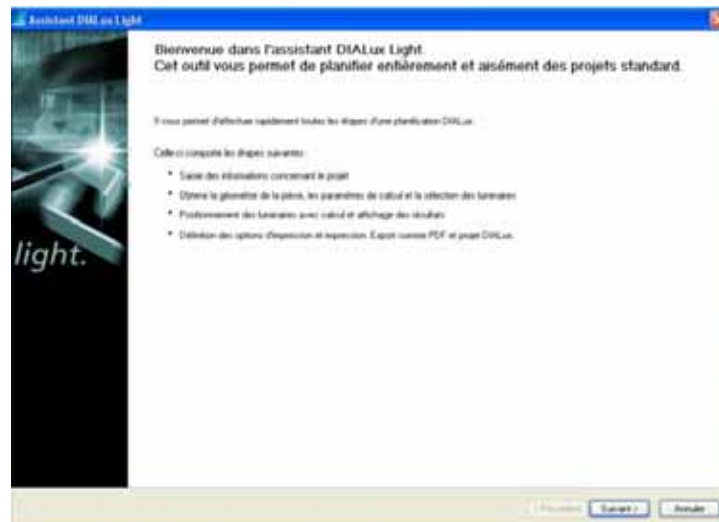 Assistant DIALux Light
Bienvenue dans l'assistant DIALux Light.
Cet outil vous permet de planifier entièrement et aisément des projets standard.
Il vous permet d'effectuer rapidement toutes les étapes d'une planification DIALux.
Celle-ci comporte les étapes suivantes:
* Saisie des informations concernant le projet
* Obtenir la géométrie de la pièce, les paramètres de calcul et la sélection des luminaires
* Positionnement des luminaires avec calcul et affichage des résultats
* Définition des options d'impression et impression. Export comme PDF et projet DIALux.
light.
< Précédent
Suivant >
Annuler